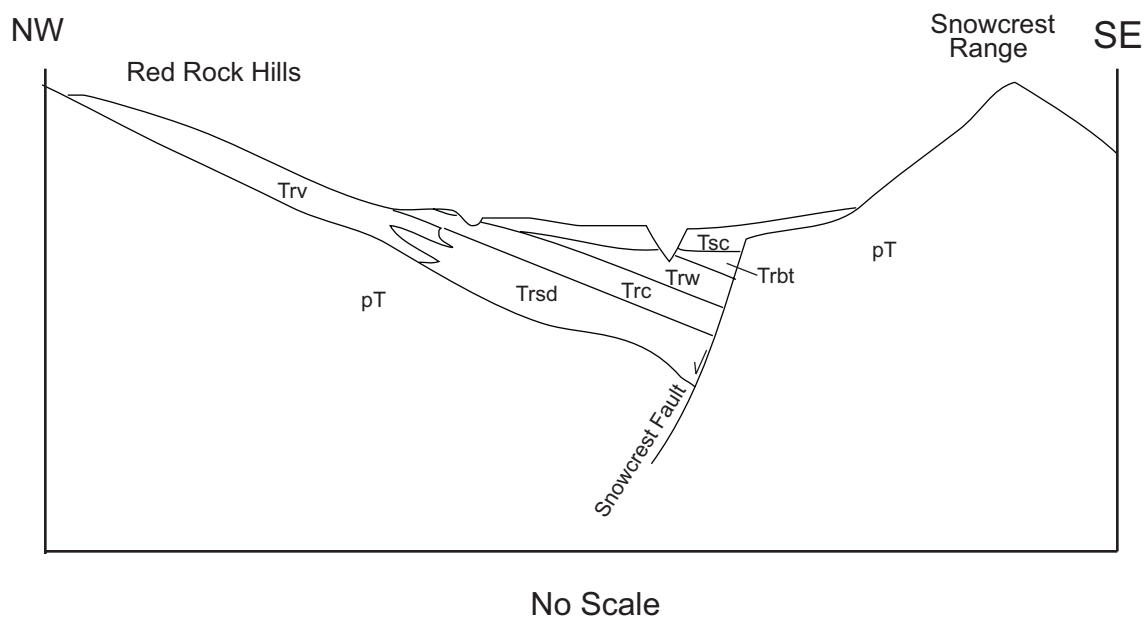 NW
Red Rock Hills
Snowcrest
Range
SE
Trv
Tsc
pT
Trbt
Trw
Trc
Trsd
pT
Snowcrest Fault
No Scale